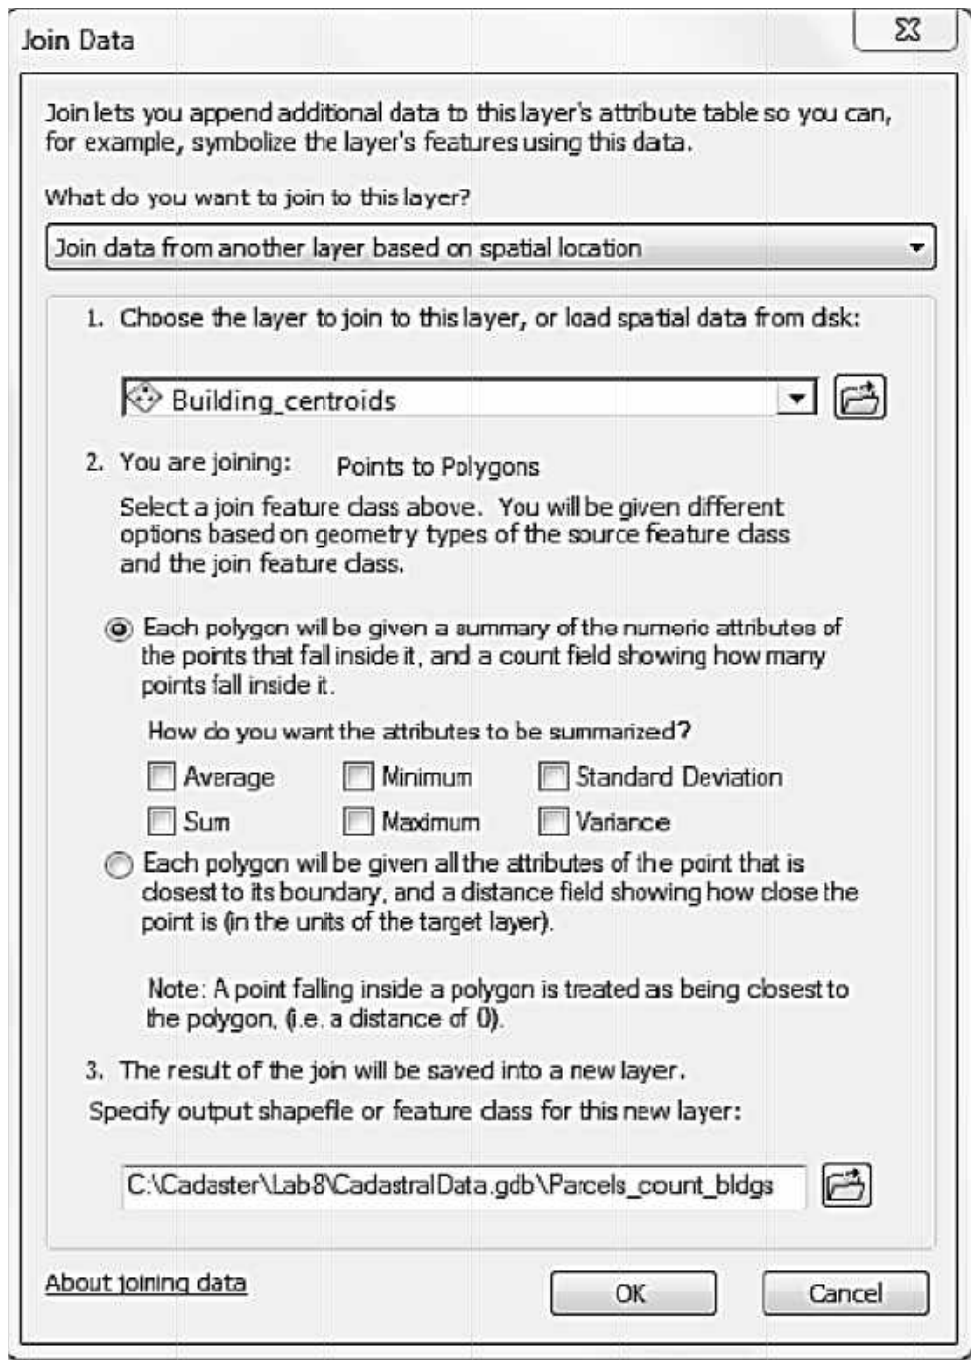 Join Data
Join lets you append additional data to this layer's attribute table so you can,
for example, symbolize the layer's features using this data.
What do you want to join to this layer?
Join data from another layer based on spatial location
1. Choose the layer to join to this layer, or load spatial data from disk:
Building_centroids
2. You are joining: Points to Polygons
Select a join feature class above. You will be given different
options based on geometry types of the source feature class
and the join feature class.
Each polygon will be given a summary of the numeric attributes of
the points that fall inside it, and a count field showing how many
points fall inside it.
How do you want the attributes to be summarized?
Average Minimum Standard Deviation
Sum Maximum Variance
Each polygon will be given all the attributes of the point that is
closest to its boundary, and a distance field showing how close the
point is (in the units of the target layer).
Note: A point falling inside a polygon is treated as being closest to
the polygon, (i.e. a distance of 0).
3. The result of the join will be saved into a new layer.
Specify output shapefile or feature class for this new layer:
C:\Cadaster\Lab8\CadastralData.gdb\Parcels_count_bldgs
About joining data
OK Cancel